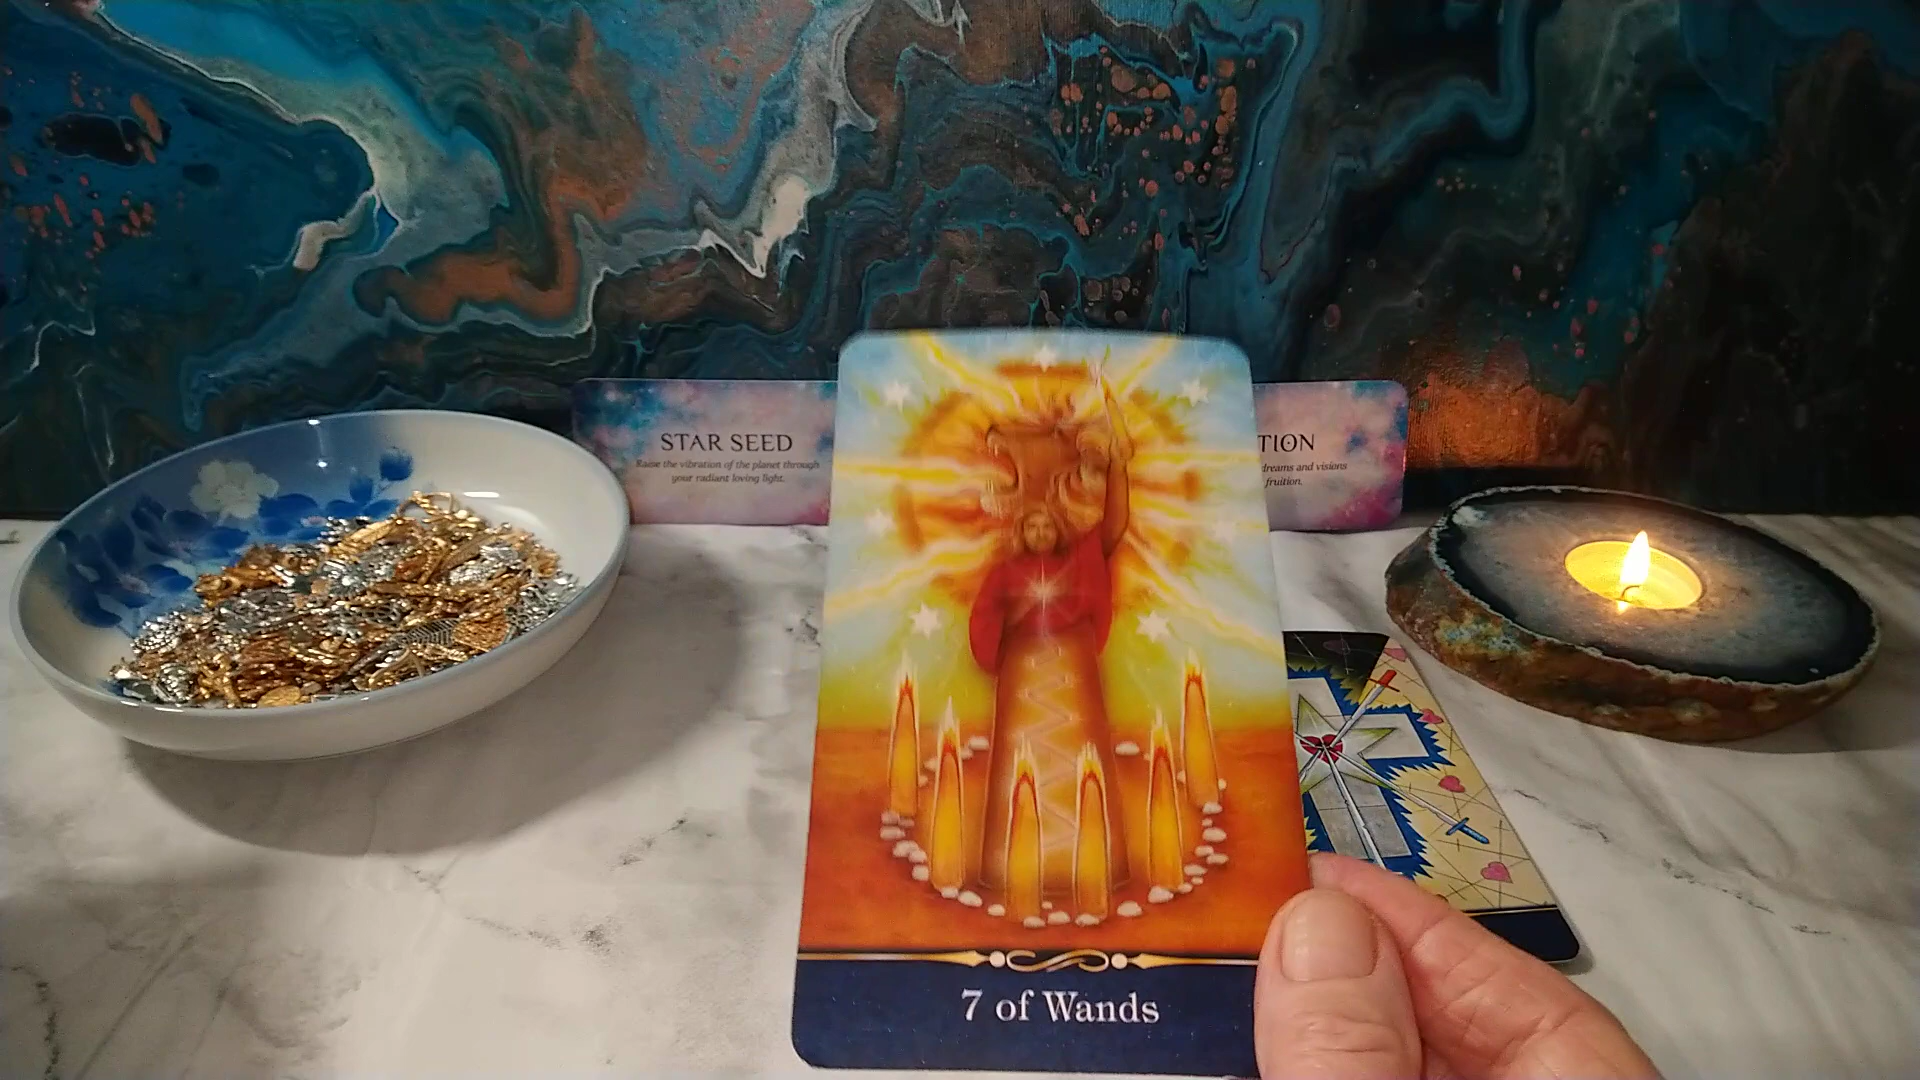 STAR SEED
Raise the vibration of the planet through
your radiant loving light.
TION
dreams and visions
fruition.
7 of Wands